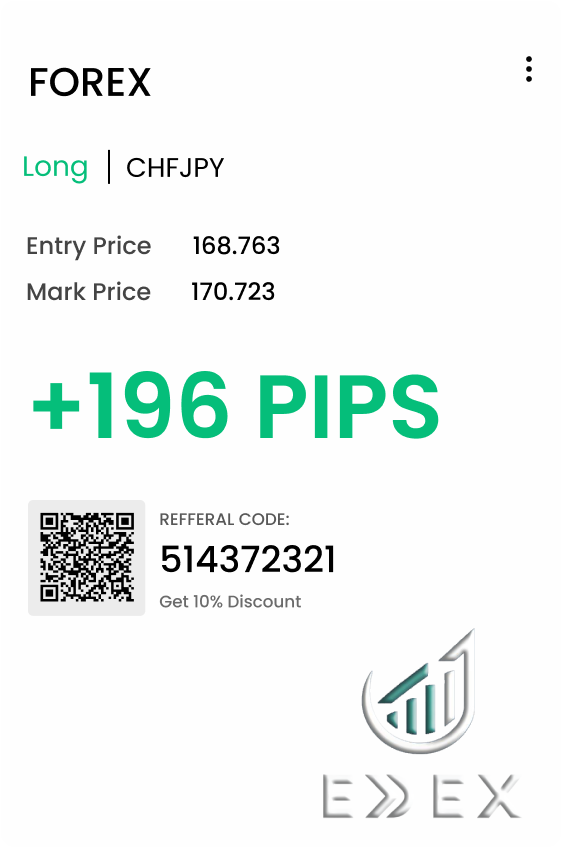 FOREX
Long | CHFJPY
Entry Price 168.763
Mark Price 170.723
+196 PIPS
REFFERAL CODE:
514372321
Get 10% Discount